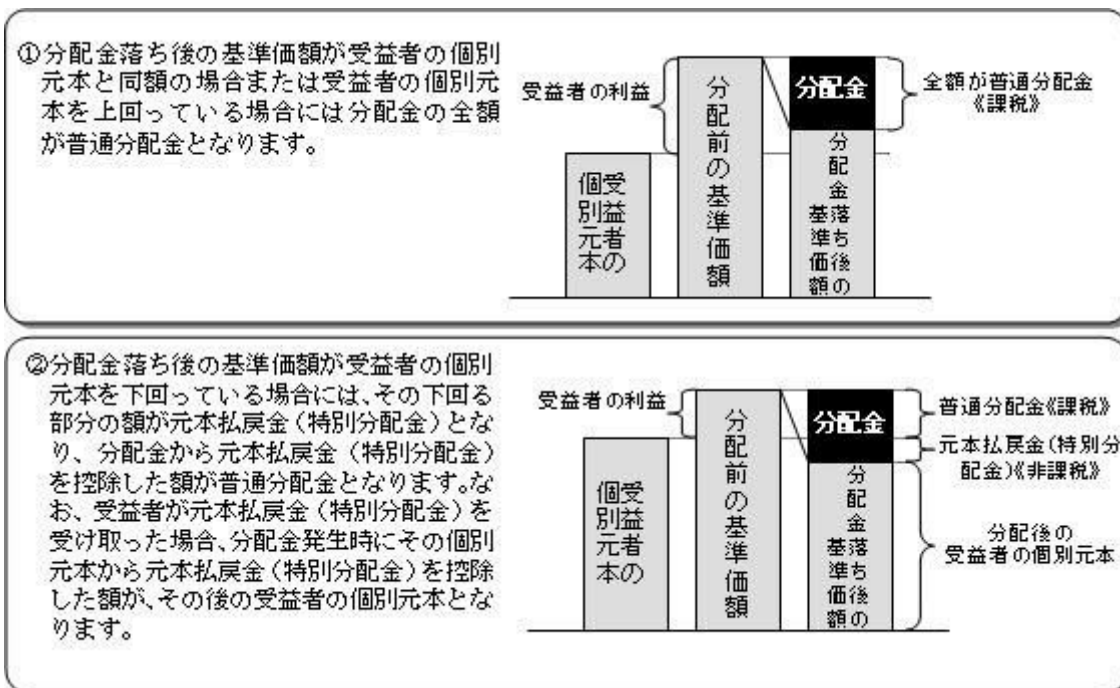 ①分配金落ち後の基準価額が受益者の個別
元本と同額の場合または受益者の個別元
本を上回っている場合には分配金の全額
が普通分配金となります。
受益者の利益
受益者の
個別元本
分配前の基準価額
分配金
分配金
落ち後の
基準価額
全額が普通分配金
《課税》
②分配金落ち後の基準価額が受益者の個別
元本を下回っている場合には、その下回る
部分の額が元本払戻金(特別分配金)とな
り、分配金から元本払戻金(特別分配金)
を控除した額が普通分配金となります。な
お、受益者が元本払戻金(特別分配金)を
受け取った場合、分配金発生時にその個別
元本から元本払戻金(特別分配金)を控除
した額が、その後の受益者の個別元本とな
ります。
受益者の利益
受益者の
個別元本
分配前の基準価額
分配金
分配金
落ち後の
基準価額
普通分配金《課税》
元本払戻金(特別分
配金)《非課税》
分配後の
受益者の個別元本